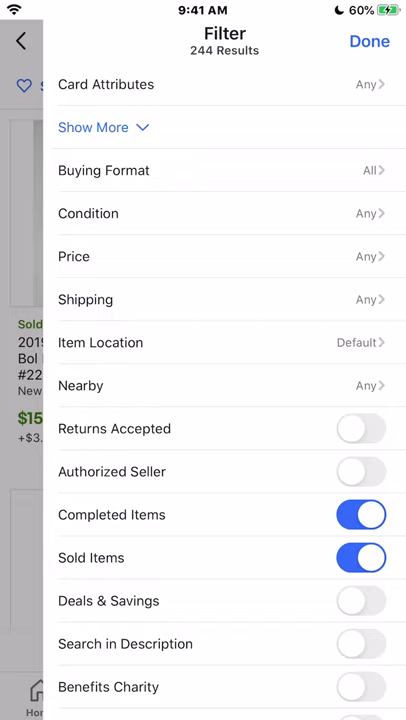 9:41 AM
60%
Filter
244 Results
Done
Card Attributes
Any
Show More
Buying Format
All
Condition
Any
Price
Any
Shipping
Any
Item Location
Default
Nearby
Any
Returns Accepted
Authorized Seller
Completed Items
Sold Items
Deals & Savings
Search in Description
Benefits Charity
Sold
2019
Bol
#22
New
$15
+$3.
Hom